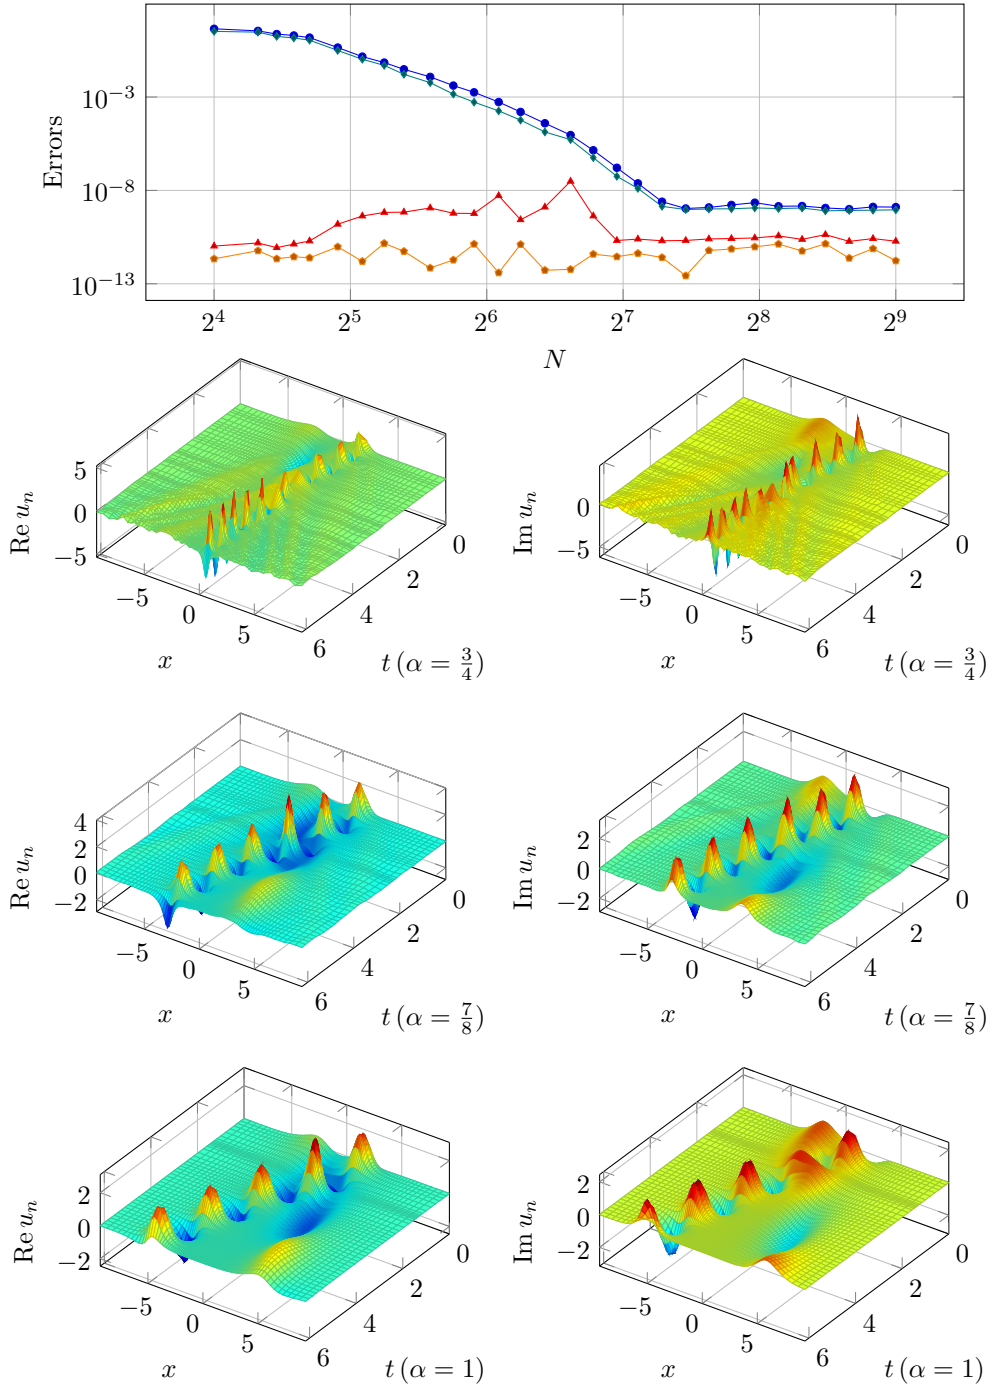 10^{-3}
10^{-8}
10^{-13}
Errors
2^4 2^5 2^6 2^7 2^8 2^9
N
5
0
−5
Re u_n
−5 0 5
x
0 2 4 6
t (α = 3/4)
0
−5
Im u_n
−5 0 5
x
0 2 4 6
t (α = 3/4)
4
2
0
−2
Re u_n
−5 0 5
x
0 2 4 6
t (α = 7/8)
2
0
−2
Im u_n
−5 0 5
x
0 2 4 6
t (α = 7/8)
2
0
−2
Re u_n
−5 0 5
x
0 2 4 6
t (α = 1)
2
0
−2
Im u_n
−5 0 5
x
0 2 4 6
t (α = 1)